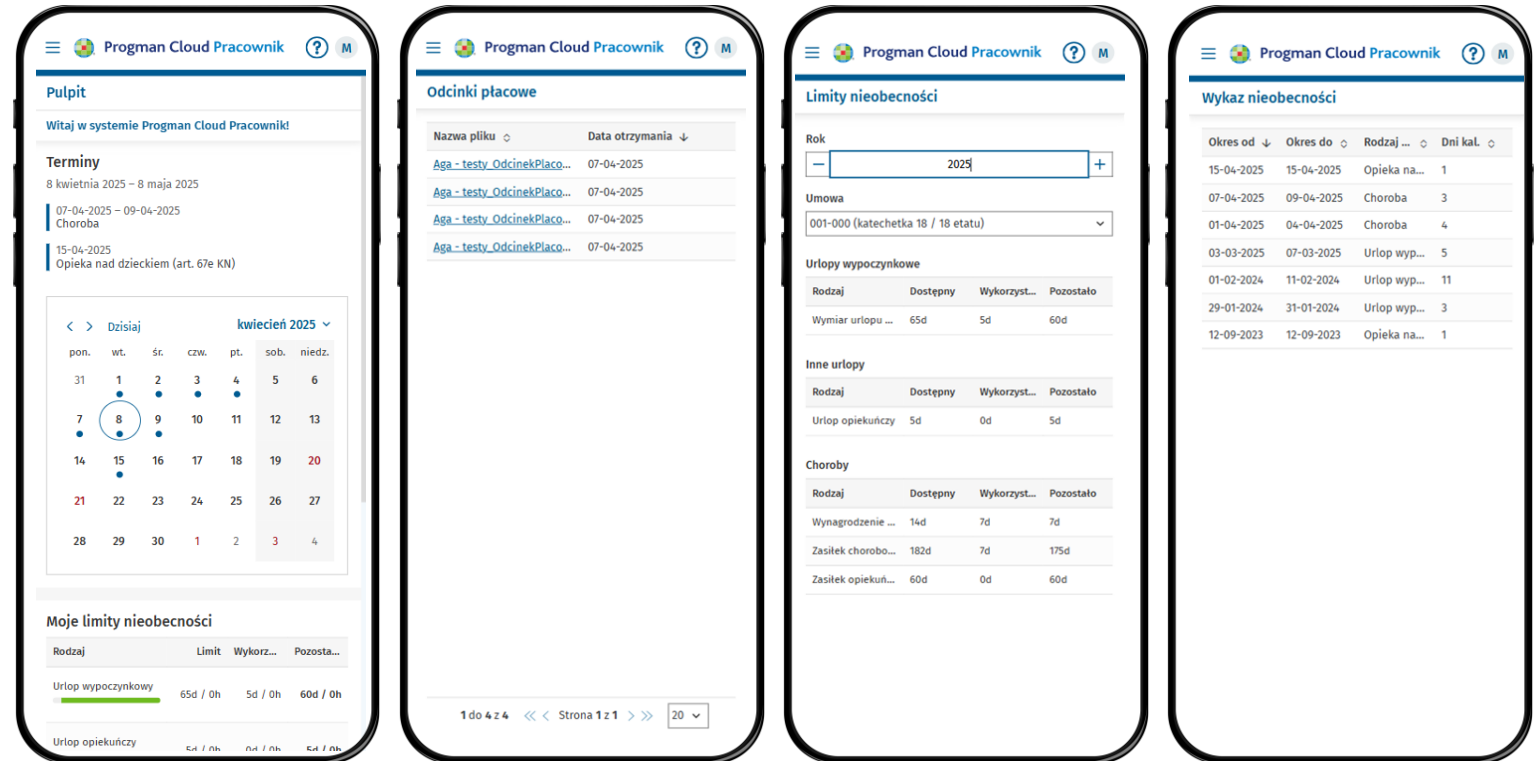 Progman Cloud Pracownik ? M
Pulpit
Witaj w systemie Progman Cloud Pracownik!
Terminy
8 kwietnia 2025 – 8 maja 2025
07-04-2025 – 09-04-2025
Choroba
15-04-2025
Opieka nad dzieckiem (art. 67e KN)
Dzisiaj kwiecień 2025
pon. wt. śr. czw. pt. sob. niedz.
31 1 2 3 4 5 6
7 8 9 10 11 12 13
14 15 16 17 18 19 20
21 22 23 24 25 26 27
28 29 30 1 2 3 4
Moje limity nieobecności
Rodzaj Limit Wykorz... Pozosta...
Urlop wypoczynkowy 65d / 0h 5d / 0h 60d / 0h
Urlop opiekuńczy 5d / 0h 0d / 0h 5d / 0h
Progman Cloud Pracownik ? M
Odcinki płacowe
Nazwa pliku Data otrzymania
Aga - testy_OdcinekPlaco... 07-04-2025
Aga - testy_OdcinekPlaco... 07-04-2025
Aga - testy_OdcinekPlaco... 07-04-2025
Aga - testy_OdcinekPlaco... 07-04-2025
1 do 4 z 4 Strona 1 z 1 20
Progman Cloud Pracownik ? M
Limity nieobecności
Rok
2025
Umowa
001-000 (katechetka 18 / 18 etatu)
Urlopy wypoczynkowe
Rodzaj Dostępny Wykorzyst... Pozostało
Wymiar urlopu ... 65d 5d 60d
Inne urlopy
Rodzaj Dostępny Wykorzyst... Pozostało
Urlop opiekuńczy 5d 0d 5d
Choroby
Rodzaj Dostępny Wykorzyst... Pozostało
Wynagrodzenie ... 14d 7d 7d
Zasiłek chorobo... 182d 7d 175d
Zasiłek opiekuń... 60d 0d 60d
Progman Cloud Pracownik ? M
Wykaz nieobecności
Okres od Okres do Rodzaj ... Dni kal.
15-04-2025 15-04-2025 Opieka na... 1
07-04-2025 09-04-2025 Choroba 3
01-04-2025 04-04-2025 Choroba 4
03-03-2025 07-03-2025 Urlop wyp... 5
01-02-2024 11-02-2024 Urlop wyp... 11
29-01-2024 31-01-2024 Urlop wyp... 3
12-09-2023 12-09-2023 Opieka na... 1